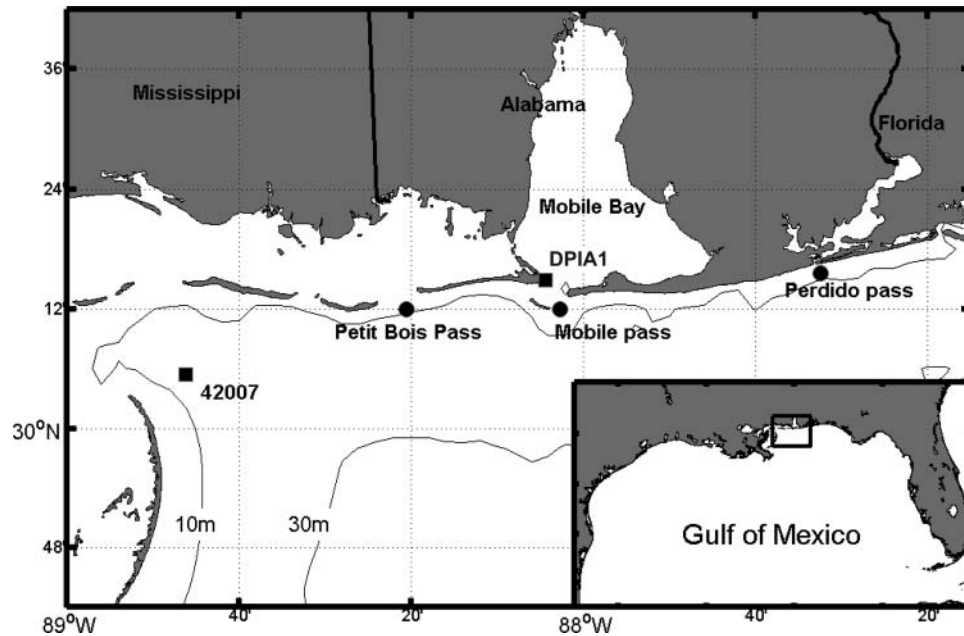 36'
Mississippi
Alabama
Florida
24'
Mobile Bay
DPIA1
Perdido pass
12'
Petit Bois Pass
Mobile pass
42007
30°N
10m
30m
Gulf of Mexico
48'
89°W
40'
20'
88°W
40'
20'